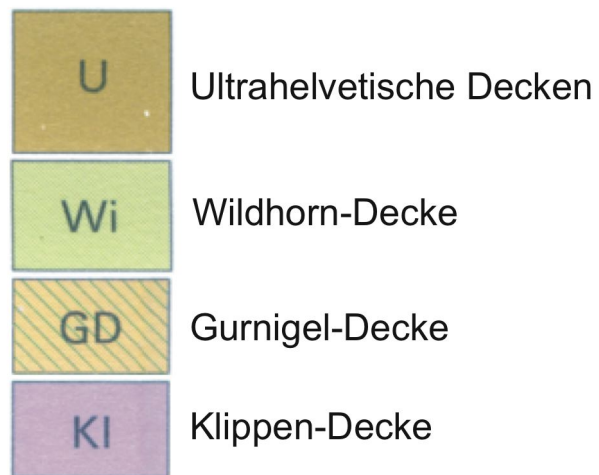 U Ultrahelvetische Decken
Wi Wildhorn-Decke
GD Gurnigel-Decke
Kl Klippen-Decke